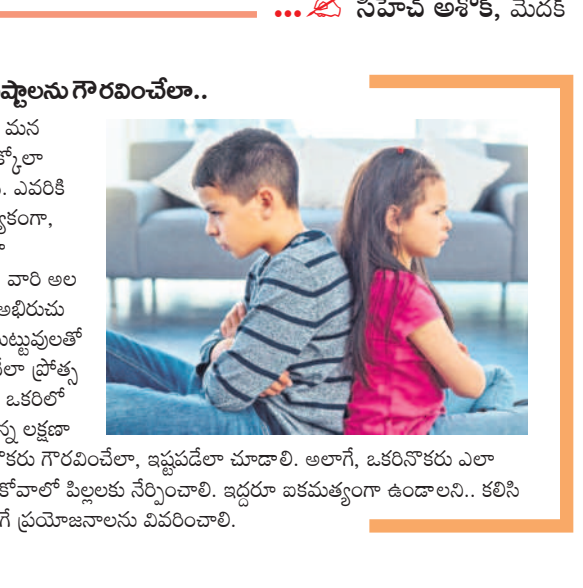 ... సహచ అశోక్, మెదక్
ష్టాలను గౌరవించేలా..
మన
క్కోలా
. ఎవరికి
్యకంగా,
వారి అల
అభిరుచు
ట్టువులతో
లా ప్రోత్స
ఒకరిలో
న్న లక్షణా
కరు గౌరవించేలా, ఇష్టపడేలా చూడాలి. అలాగే, ఒకరినొకరు ఎలా
కోవాలో పిల్లలకు నేర్పించాలి. ఇద్దరూ ఐకమత్యంగా ఉండాలని.. కలిసి
గే ప్రయోజనాలను వివరించాలి.